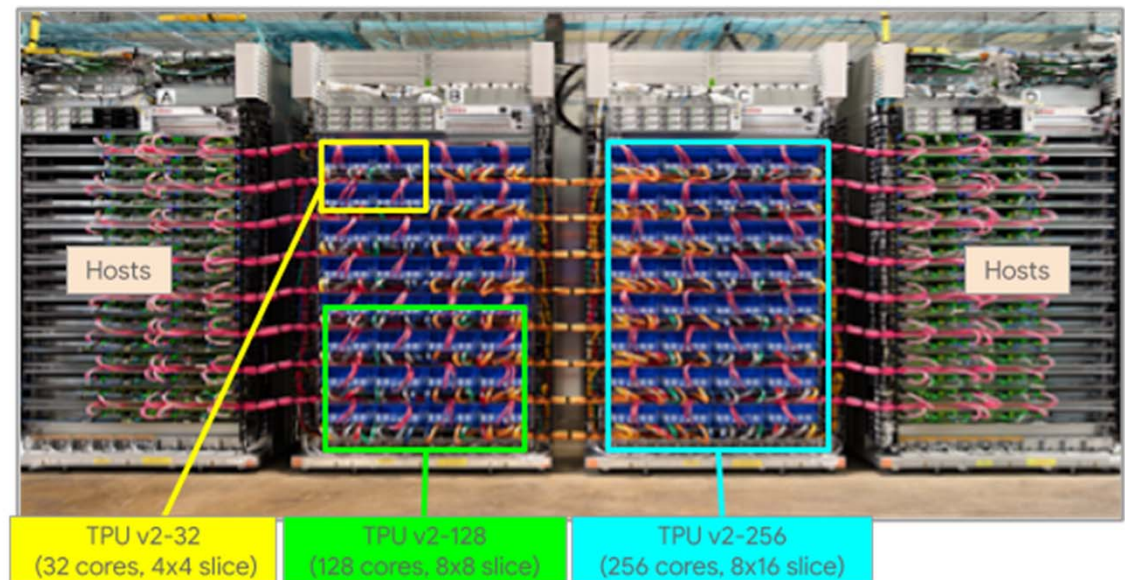 A
B
C
D
Hosts
Hosts
TPU v2-32
(32 cores, 4x4 slice)
TPU v2-128
(128 cores, 8x8 slice)
TPU v2-256
(256 cores, 8x16 slice)